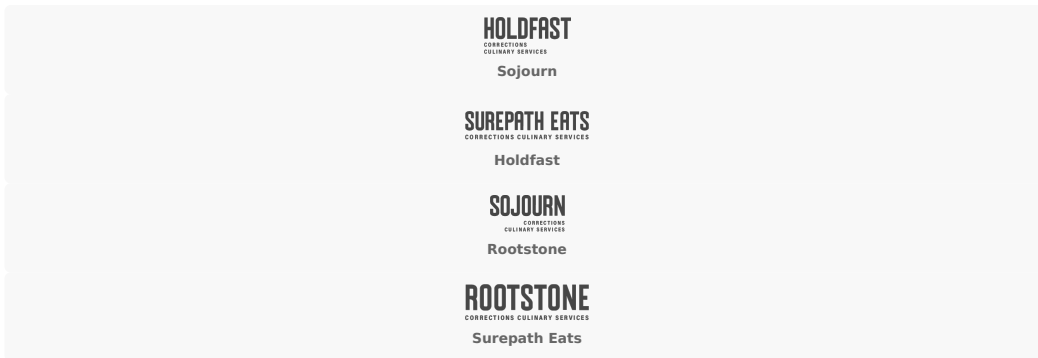 HOLDFAST
CORRECTIONS
CULINARY SERVICES
Sojourn
SUREPATH EATS
CORRECTIONS CULINARY SERVICES
Holdfast
SOJOURN
CORRECTIONS
CULINARY SERVICES
Rootstone
ROOTSTONE
CORRECTIONS CULINARY SERVICES
Surepath Eats